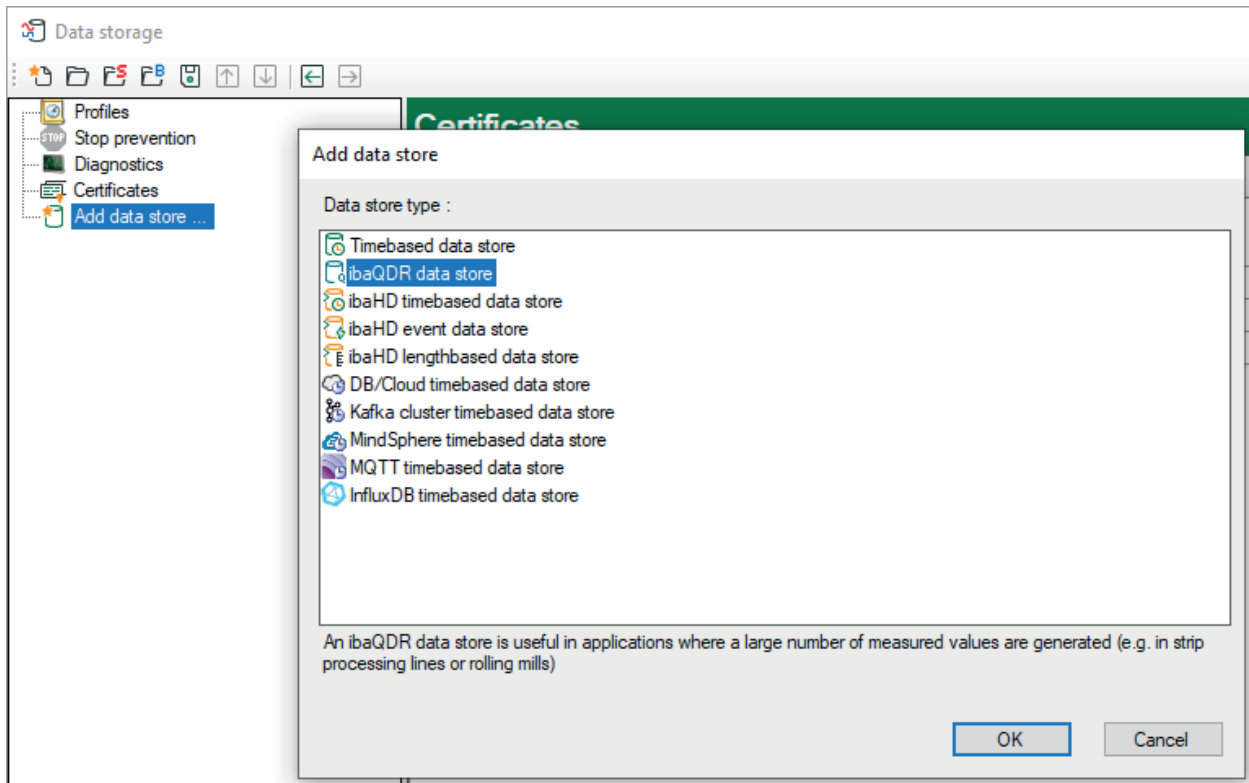 Data storage
Profiles
Stop prevention
Diagnostics
Certificates
Add data store ...
Certificates
Add data store
Data store type :
Timebased data store
ibaQDR data store
ibaHD timebased data store
ibaHD event data store
ibaHD lengthbased data store
DB/Cloud timebased data store
Kafka cluster timebased data store
MindSphere timebased data store
MQTT timebased data store
InfluxDB timebased data store
An ibaQDR data store is useful in applications where a large number of measured values are generated (e.g. in strip
processing lines or rolling mills)
OK
Cancel